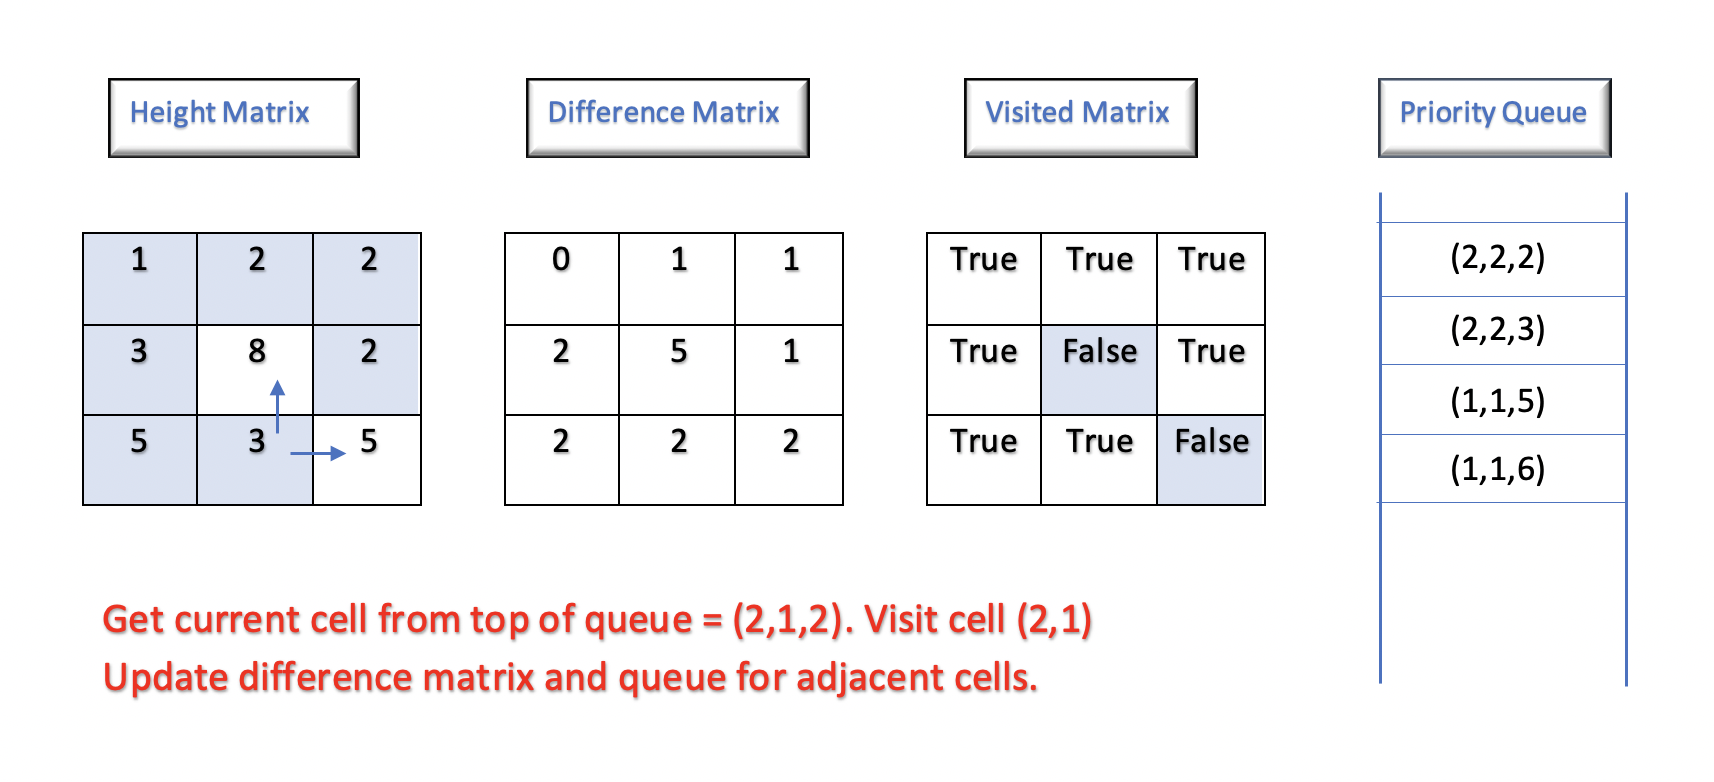 Height Matrix
Difference Matrix
Visited Matrix
Priority Queue
1 2 2
3 8 2
5 3 5
0 1 1
2 5 1
2 2 2
True True True
True False True
True True False
(2,2,2)
(2,2,3)
(1,1,5)
(1,1,6)
Get current cell from top of queue = (2,1,2). Visit cell (2,1)
Update difference matrix and queue for adjacent cells.